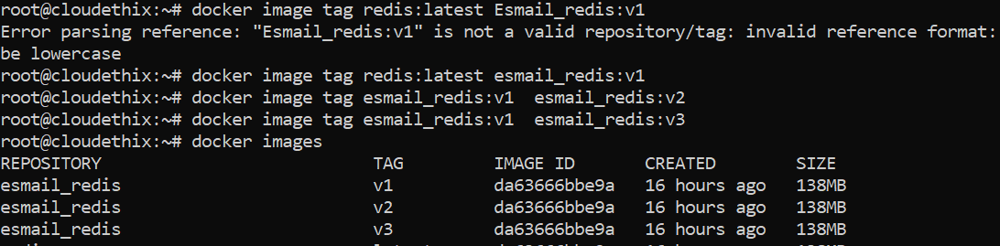 root@cloudethix:~# docker image tag redis:latest Esmail_redis:v1
Error parsing reference: "Esmail_redis:v1" is not a valid repository/tag: invalid reference format:
be lowercase
root@cloudethix:~# docker image tag redis:latest esmail_redis:v1
root@cloudethix:~# docker image tag esmail_redis:v1  esmail_redis:v2
root@cloudethix:~# docker image tag esmail_redis:v1  esmail_redis:v3
root@cloudethix:~# docker images
REPOSITORY TAG IMAGE ID CREATED SIZE
esmail_redis v1 da63666bbe9a 16 hours ago 138MB
esmail_redis v2 da63666bbe9a 16 hours ago 138MB
esmail_redis v3 da63666bbe9a 16 hours ago 138MB